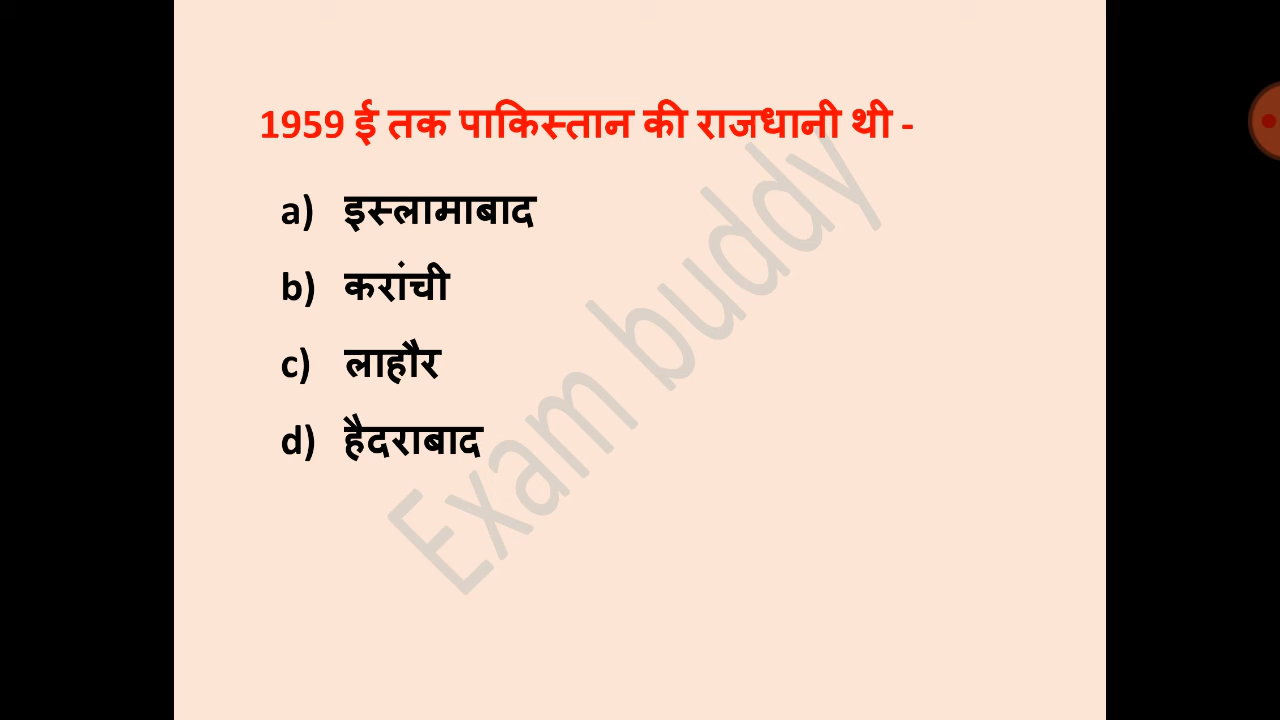 1959 ई तक पाकिस्तान की राजधानी थी -
a) इस्लामाबाद
b) करांची
c) लाहौर
d) हैदराबाद
Exam buddy